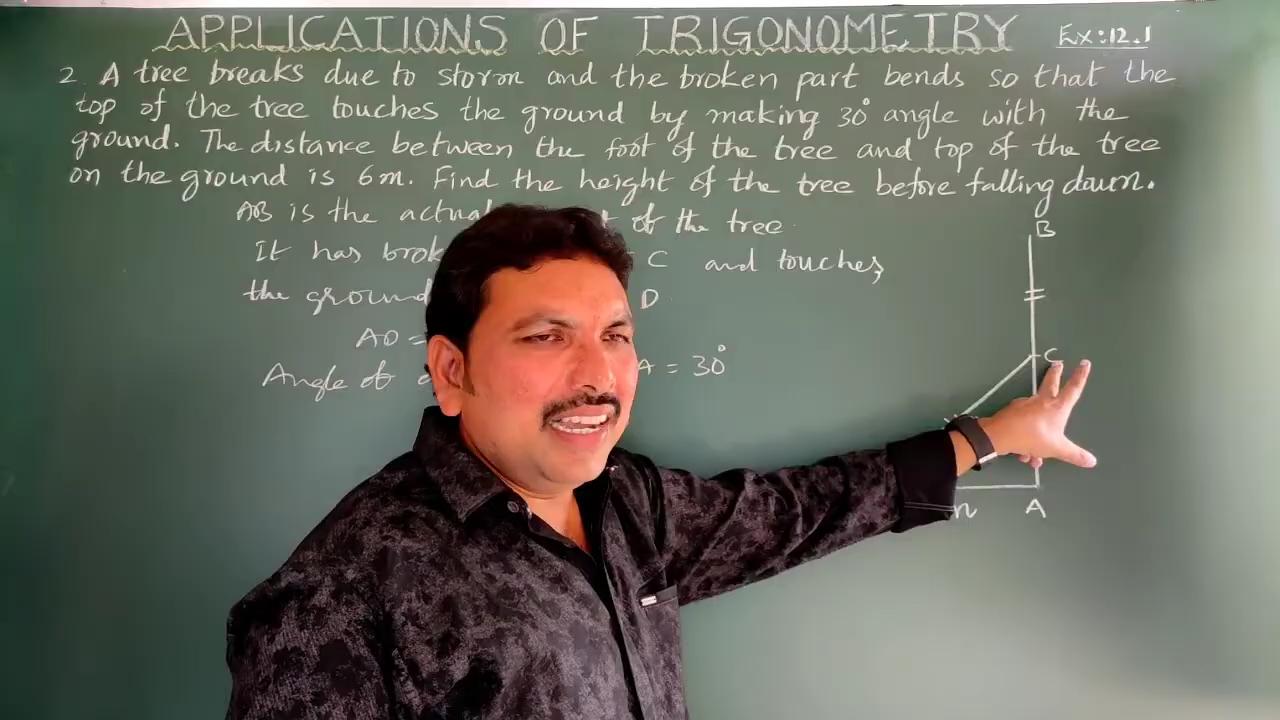 APPLICATIONS OF TRIGONOMETRY Ex:12.1
2 A tree breaks due to storm and the broken part bends so that the
top of the tree touches the ground by making 30° angle with the
ground. The distance between the foot of the tree and top of the tree
on the ground is 6m. Find the height of the tree before falling down.
AB is the actual of the tree
It has C and touches
the ground D
AD =
Angle of A = 30°
B
C
A